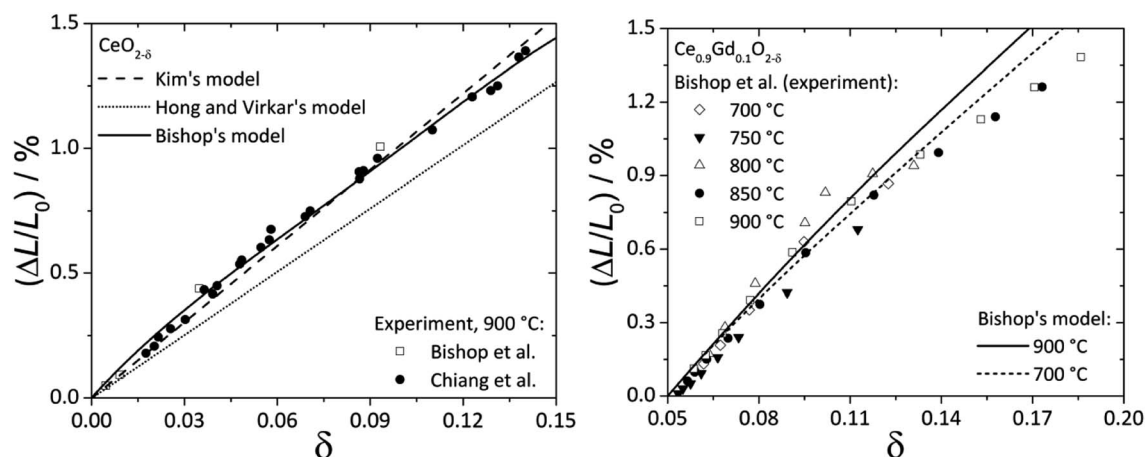 (ΔL/L₀) / %
1.5
1.0
0.5
0.0
CeO₂₋δ
Kim's model
Hong and Virkar's model
Bishop's model
Experiment, 900 °C:
Bishop et al.
Chiang et al.
0.00 0.03 0.06 0.09 0.12 0.15
δ
(ΔL/L₀) / %
1.5
1.2
0.9
0.6
0.3
0.0
Ce₀.₉Gd₀.₁O₂₋δ
Bishop et al. (experiment):
700 °C
750 °C
800 °C
850 °C
900 °C
Bishop's model:
900 °C
700 °C
0.05 0.08 0.11 0.14 0.17 0.20
δ